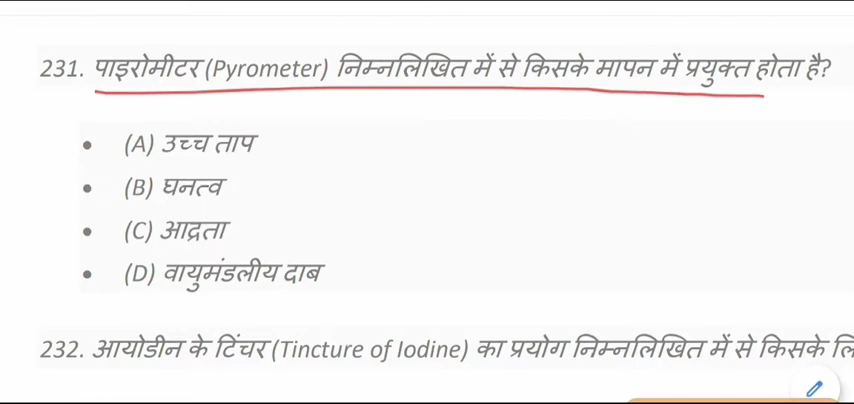 231. पाइरोमीटर (Pyrometer) निम्नलिखित में से किसके मापन में प्रयुक्त होता है?
(A) उच्च ताप
(B) घनत्व
(C) आद्रता
(D) वायुमंडलीय दाब
232. आयोडीन के टिंचर (Tincture of Iodine) का प्रयोग निम्नलिखित में से किसके